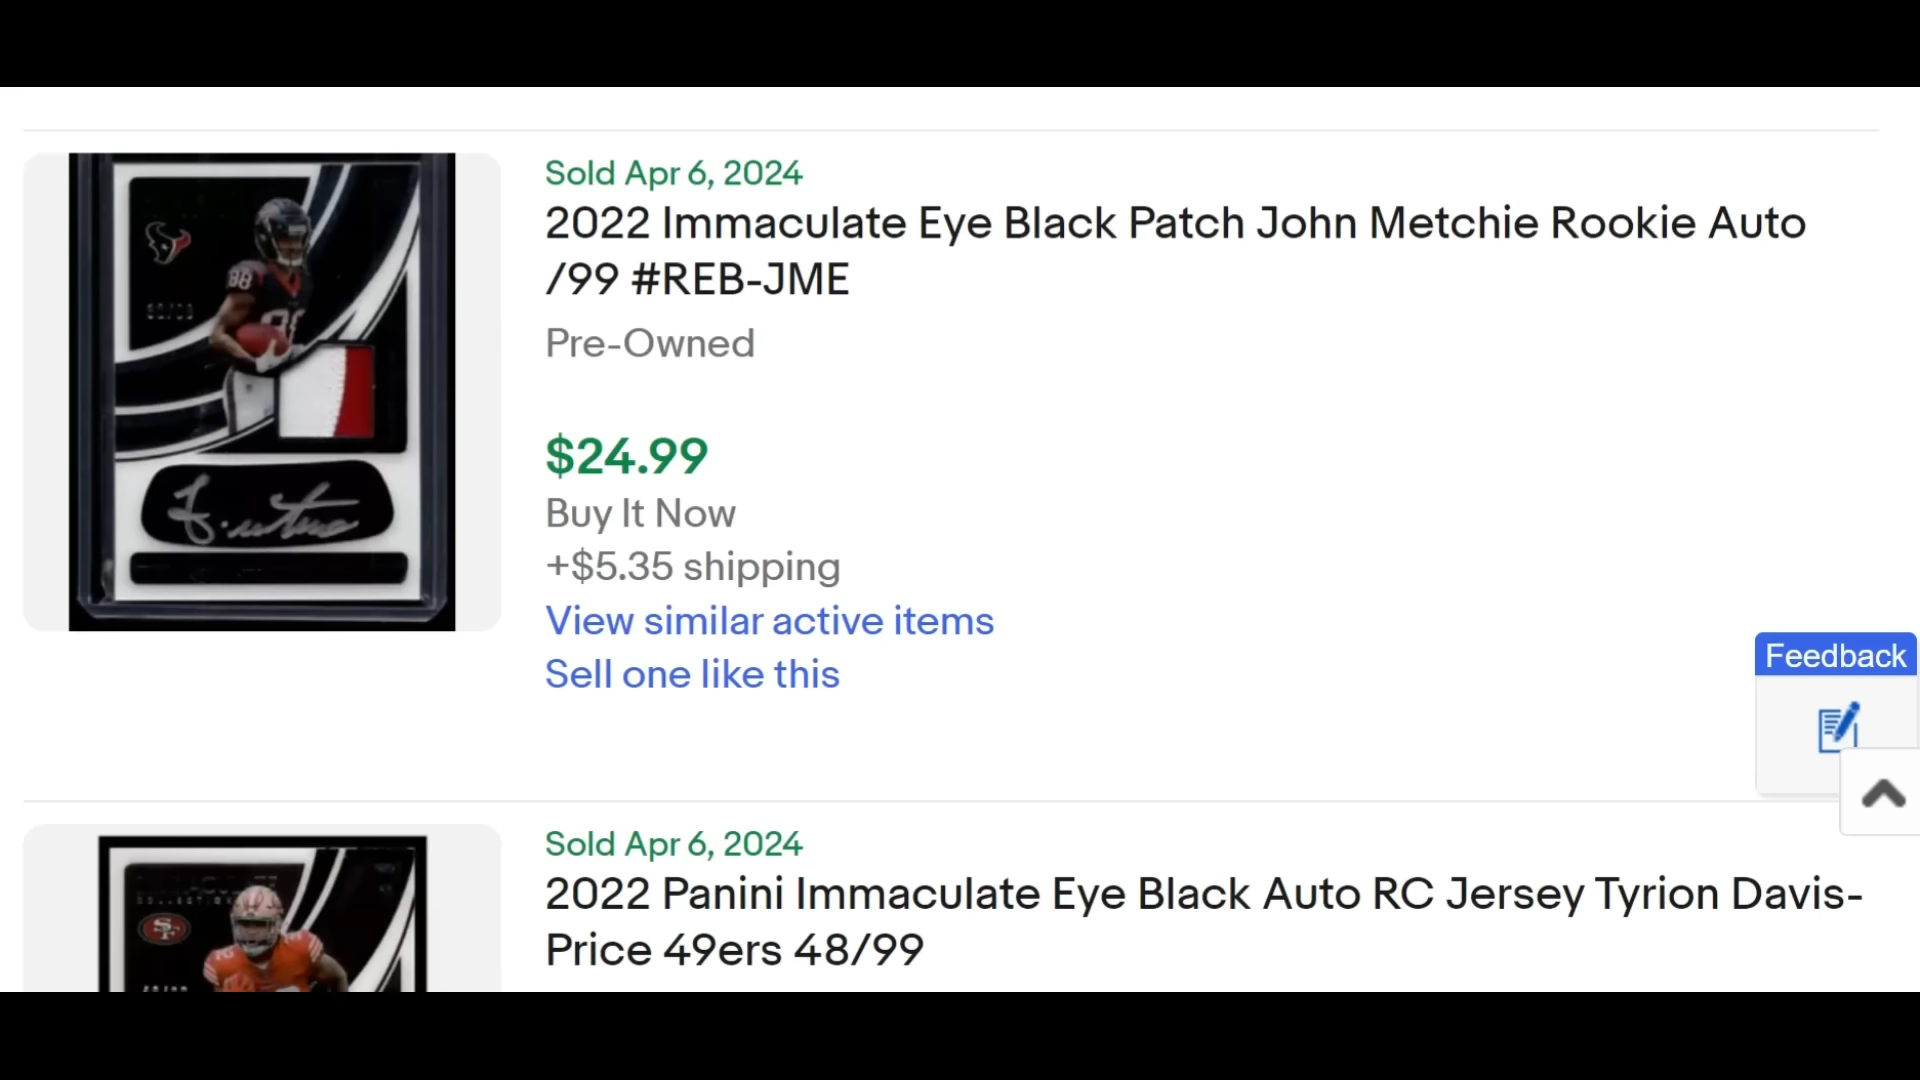 Sold Apr 6, 2024
2022 Immaculate Eye Black Patch John Metchie Rookie Auto
/99 #REB-JME
Pre-Owned
$24.99
Buy It Now
+$5.35 shipping
View similar active items
Sell one like this
Feedback
Sold Apr 6, 2024
2022 Panini Immaculate Eye Black Auto RC Jersey Tyrion Davis-
Price 49ers 48/99